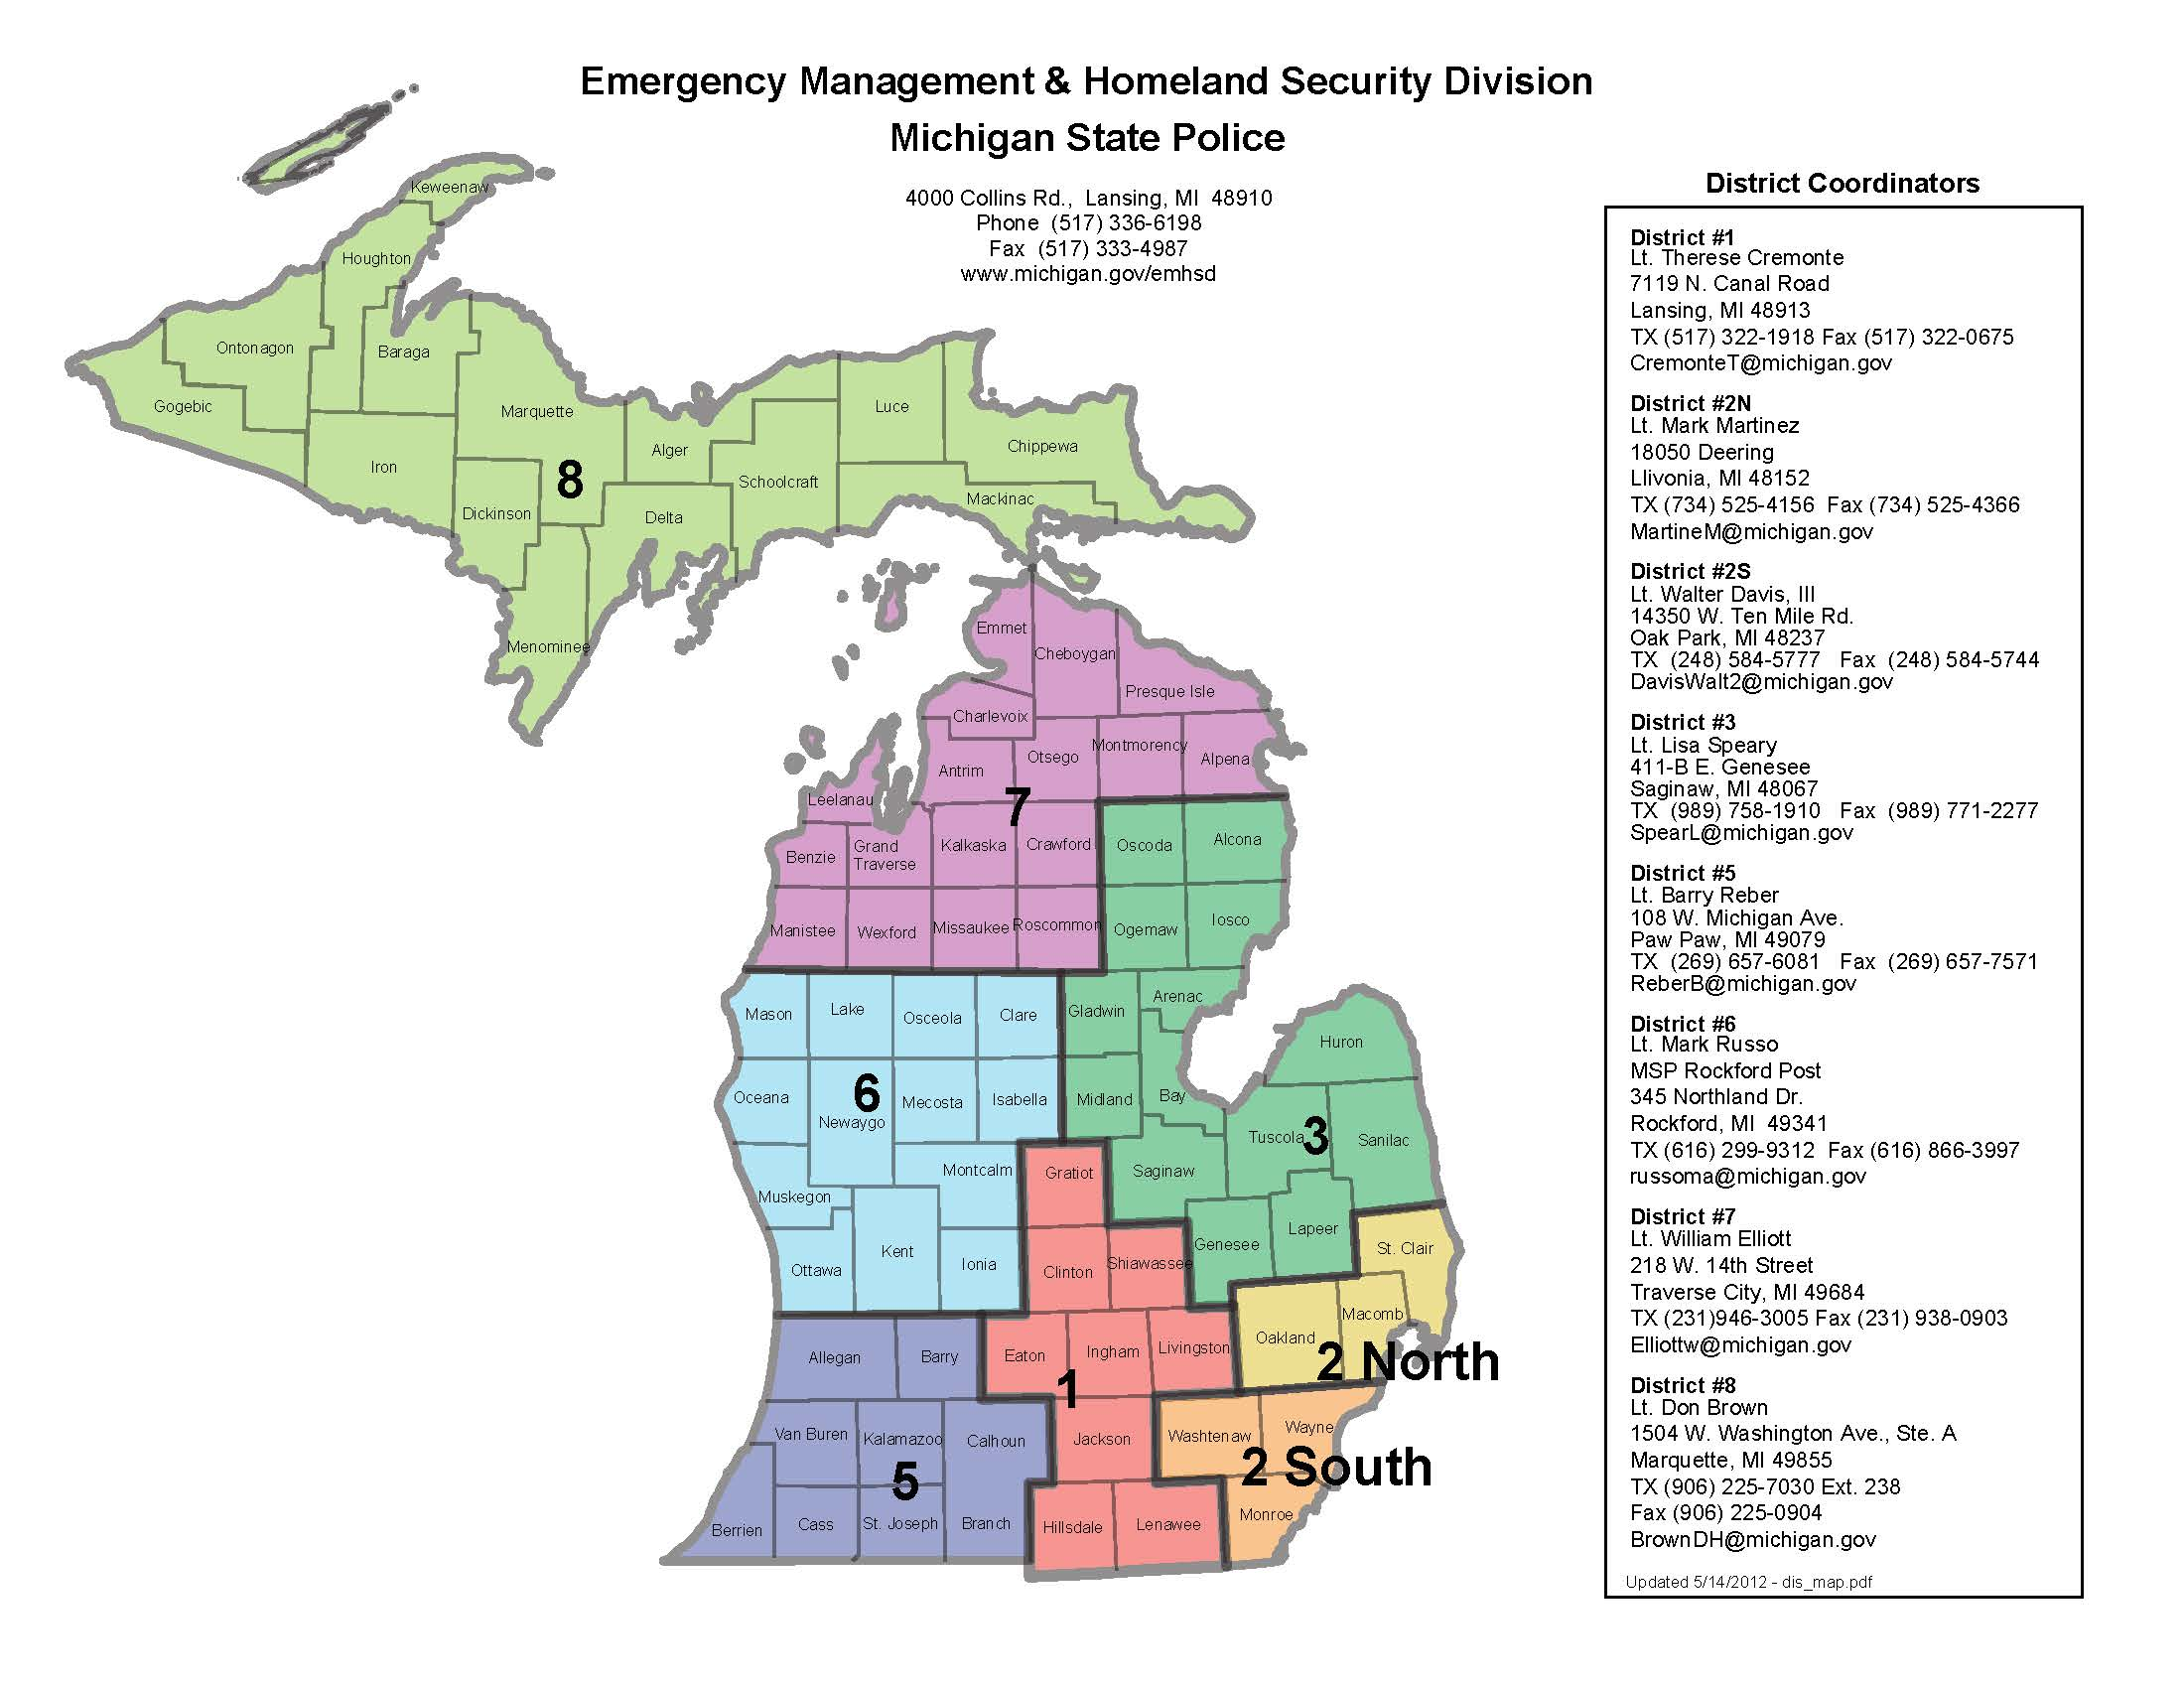 Emergency Management & Homeland Security Division
Michigan State Police
4000 Collins Rd., Lansing, MI 48910
Phone (517) 336-6198
Fax (517) 333-4987
www.michigan.gov/emhsd
Keweenaw
Houghton
Ontonagon
Baraga
Gogebic
Marquette
Luce
Alger
Chippewa
Iron
8
Schoolcraft
Mackinac
Dickinson
Delta
Menominee
Emmet
Cheboygan
Presque Isle
Charlevoix
Montmorency
Otsego
Alpena
Antrim
Leelanau
7
Benzie
Grand
Traverse
Kalkaska
Crawford
Oscoda
Alcona
Manistee
Wexford
Missaukee
Roscommon
Ogemaw
Iosco
Mason
Lake
Osceola
Clare
Gladwin
Arenac
Huron
Oceana
6
Newaygo
Mecosta
Isabella
Midland
Bay
Tuscola
3
Sanilac
Muskegon
Montcalm
Gratiot
Saginaw
Ottawa
Kent
Ionia
Clinton
Shiawassee
Genesee
Lapeer
St. Clair
Allegan
Barry
Eaton
Ingham
Livingston
Oakland
Macomb
2 North
1
Van Buren
Kalamazoo
Calhoun
Jackson
Washtenaw
Wayne
2 South
5
Berrien
Cass
St. Joseph
Branch
Hillsdale
Lenawee
Monroe
District Coordinators
District #1
Lt. Therese Cremonte
7119 N. Canal Road
Lansing, MI 48913
TX (517) 322-1918 Fax (517) 322-0675
CremonteT@michigan.gov
District #2N
Lt. Mark Martinez
18050 Deering
Llivonia, MI 48152
TX (734) 525-4156 Fax (734) 525-4366
MartineM@michigan.gov
District #2S
Lt. Walter Davis, III
14350 W. Ten Mile Rd.
Oak Park, MI 48237
TX (248) 584-5777 Fax (248) 584-5744
DavisWalt2@michigan.gov
District #3
Lt. Lisa Speary
411-B E. Genesee
Saginaw, MI 48067
TX (989) 758-1910 Fax (989) 771-2277
SpearL@michigan.gov
District #5
Lt. Barry Reber
108 W. Michigan Ave.
Paw Paw, MI 49079
TX (269) 657-6081 Fax (269) 657-7571
ReberB@michigan.gov
District #6
Lt. Mark Russo
MSP Rockford Post
345 Northland Dr.
Rockford, MI 49341
TX (616) 299-9312 Fax (616) 866-3997
russoma@michigan.gov
District #7
Lt. William Elliott
218 W. 14th Street
Traverse City, MI 49684
TX (231)946-3005 Fax (231) 938-0903
Elliottw@michigan.gov
District #8
Lt. Don Brown
1504 W. Washington Ave., Ste. A
Marquette, MI 49855
TX (906) 225-7030 Ext. 238
Fax (906) 225-0904
BrownDH@michigan.gov
Updated 5/14/2012 - dis_map.pdf